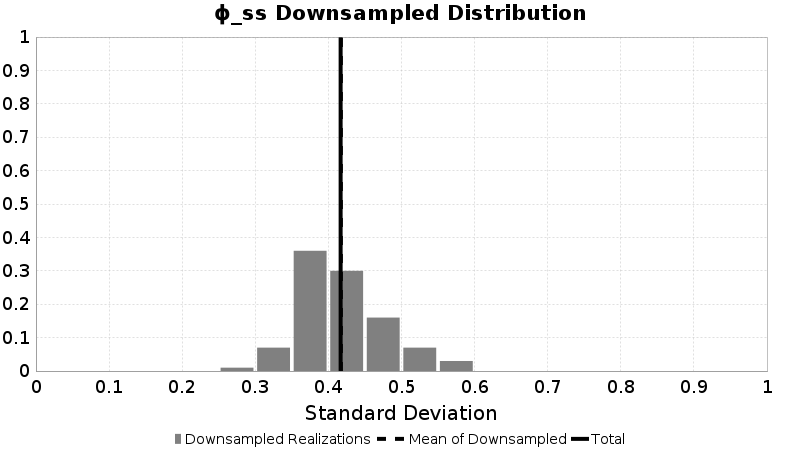 ϕ_ss Downsampled Distribution
1
0.9
0.8
0.7
0.6
0.5
0.4
0.3
0.2
0.1
0
0 0.1 0.2 0.3 0.4 0.5 0.6 0.7 0.8 0.9 1
Standard Deviation
Downsampled Realizations Mean of Downsampled Total